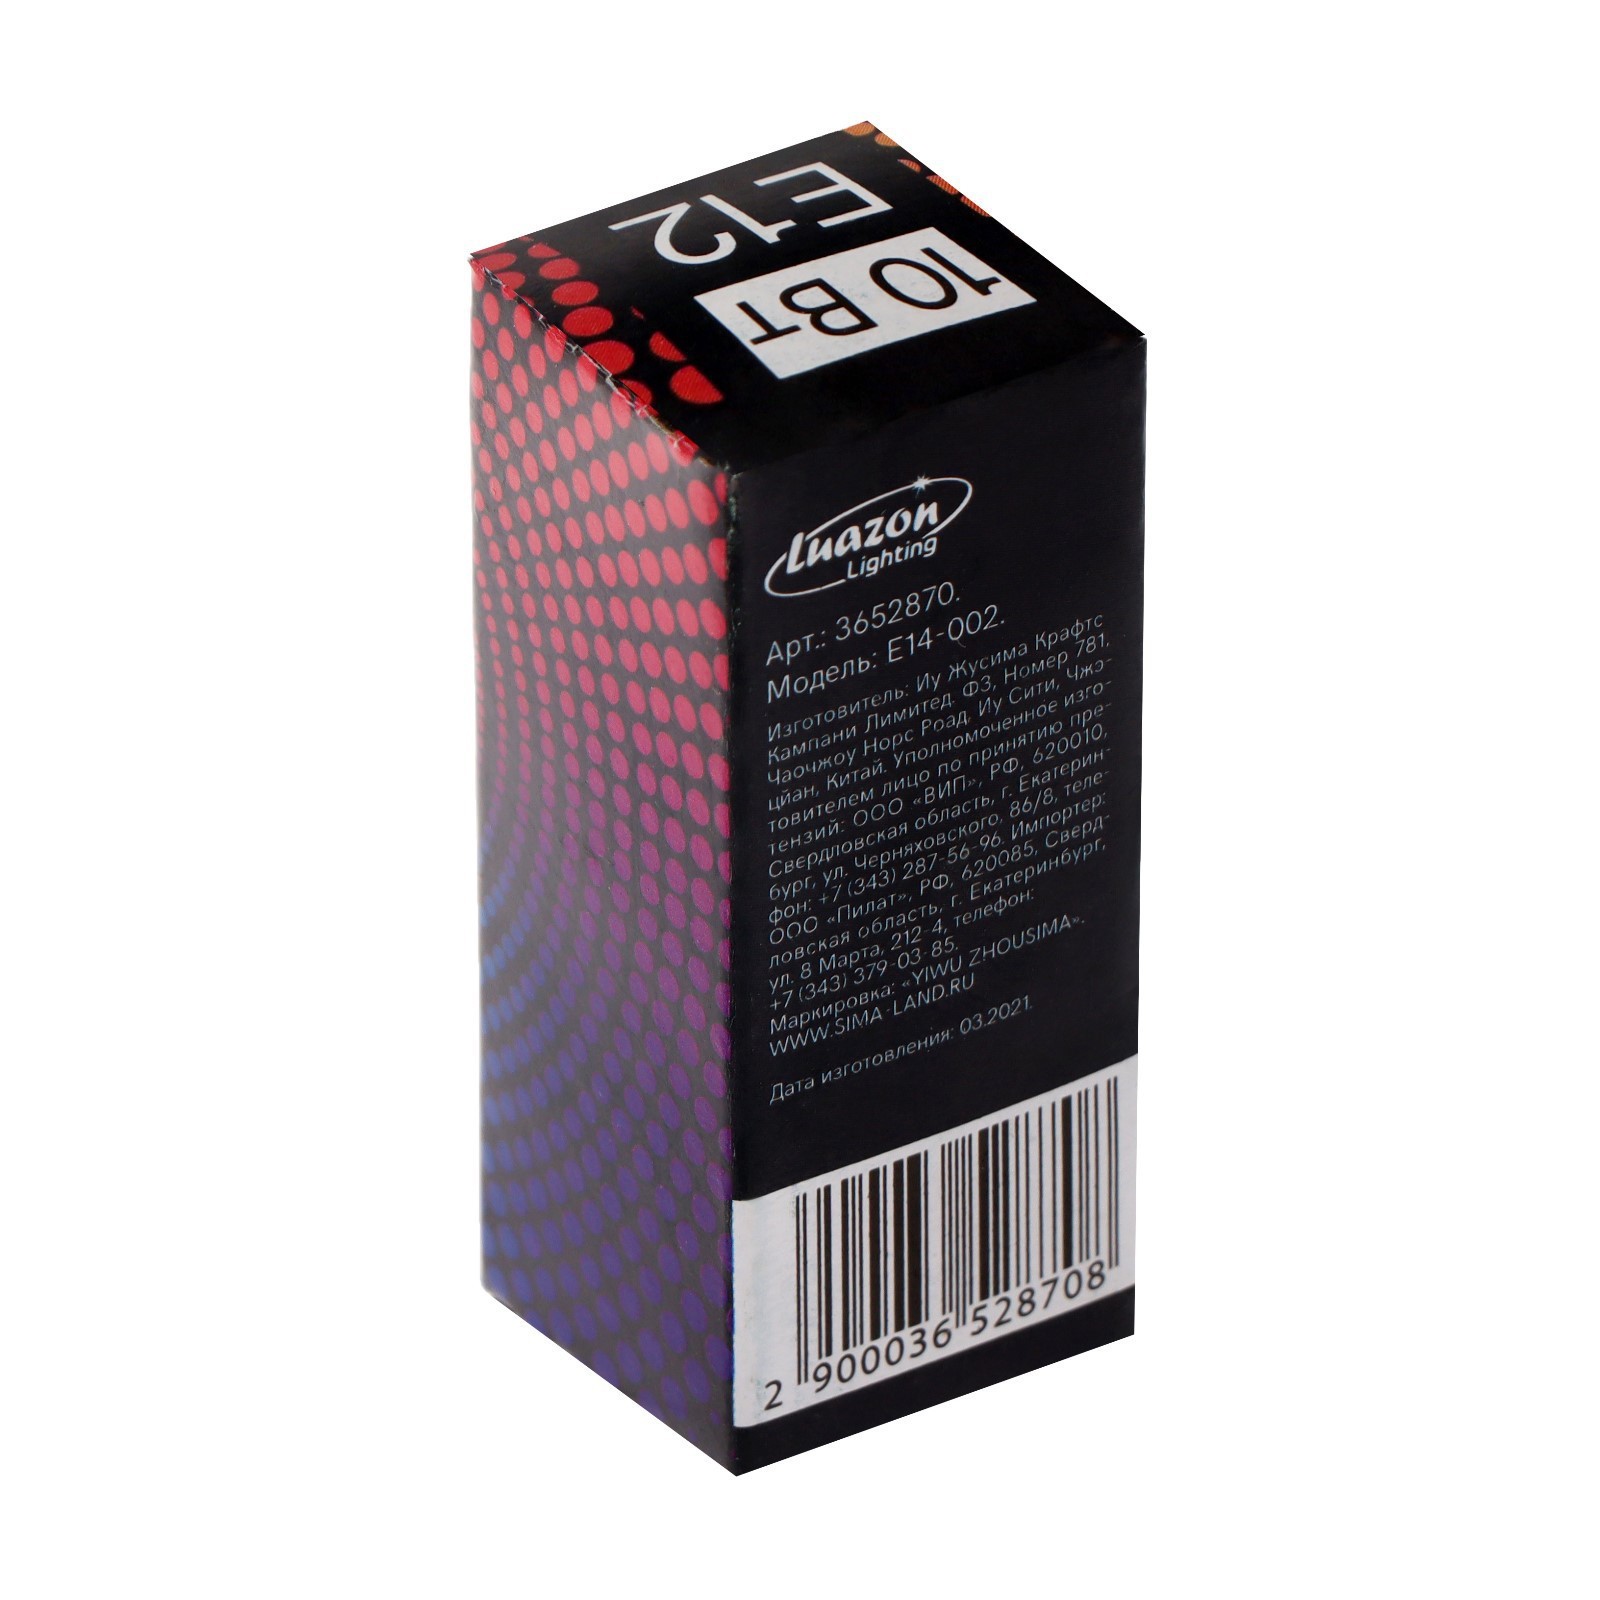 E12
10 Вт
Luazon
Lighting
Арт.: 3652870.
Модель: E14-002.
Изготовитель: Иу Жусима Крафтс
Кампани Лимитед. Ф3, Номер 781,
Чаочжоу Норс Роад, Иу Сити, Чжэ-
цйан, Китай. Уполномоченное изго-
товителем лицо по принятию пре-
тензий: ООО «ВИП», РФ, 620010,
Свердловская область, г. Екатерин-
бург, ул. Черняховского, 86/8, теле-
фон: +7 (343) 287-56-96. Импортер:
ООО «Пилат», РФ, 620085, Сверд-
ловская область, г. Екатеринбург,
ул. 8 Марта, 212-4, телефон:
+7 (343) 379-03-85.
Маркировка: «YIWU ZHOUSIMA».
WWW.SIMA-LAND.RU
Дата изготовления: 03.2021.
2 900036 528708